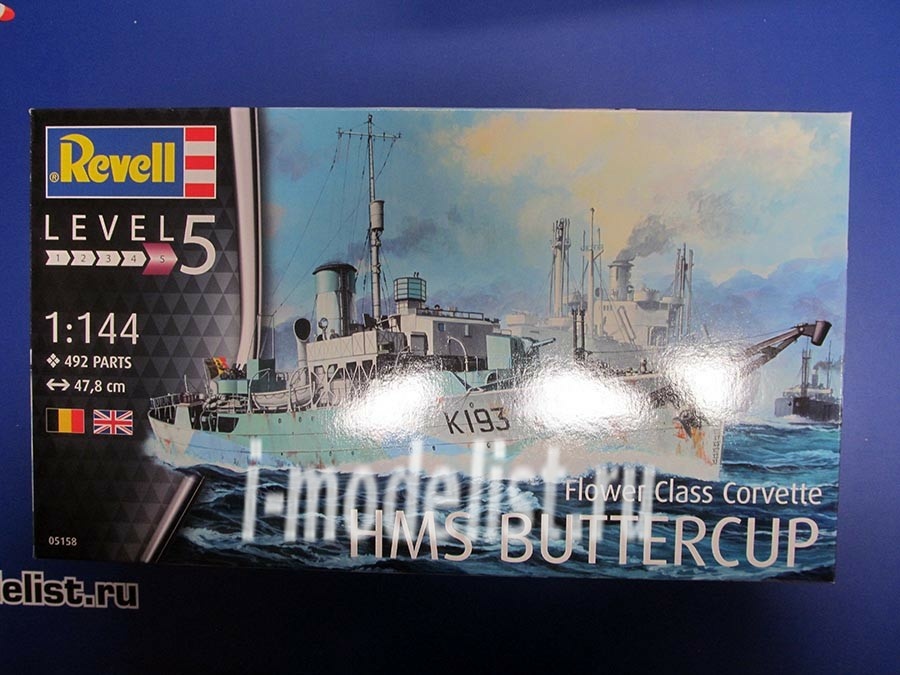 ® Revell
LEVEL 5
1 2 3 4 5
1:144
❖ 492 PARTS
↔ 47,8 cm
K193
i-modelist.ru
Flower Class Corvette
HMS BUTTERCUP
05158
delist.ru